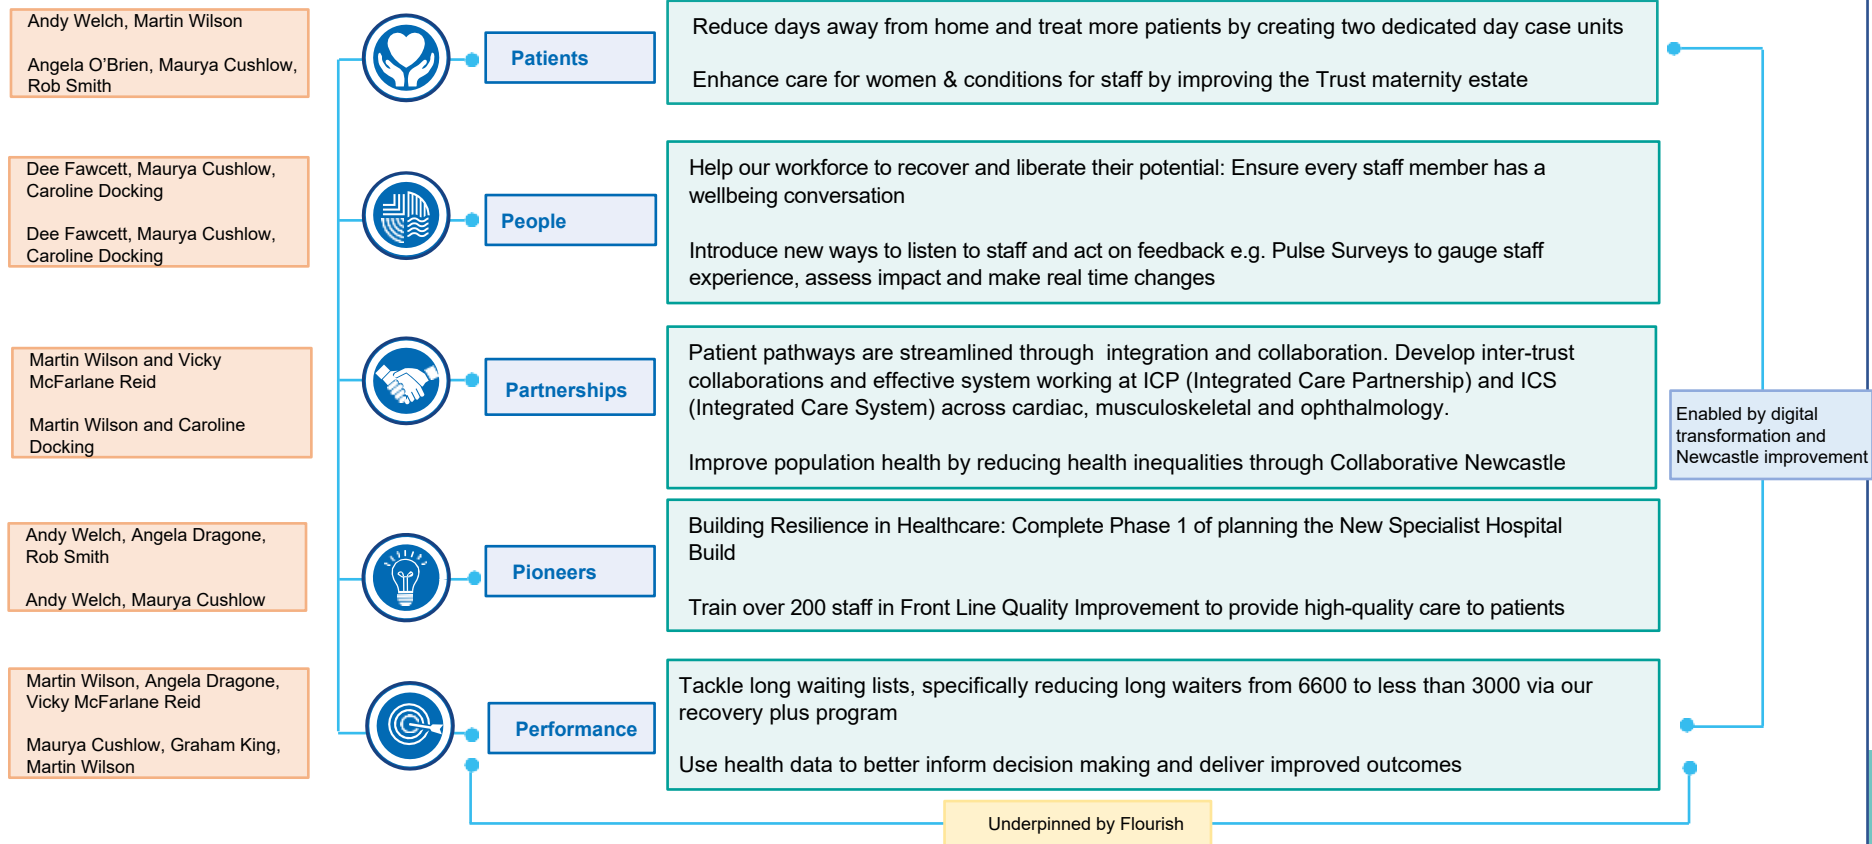 Andy Welch, Martin Wilson
Angela O’Brien, Maurya Cushlow,
Rob Smith
Patients
Reduce days away from home and treat more patients by creating two dedicated day case units
Enhance care for women & conditions for staff by improving the Trust maternity estate
Dee Fawcett, Maurya Cushlow,
Caroline Docking
Dee Fawcett, Maurya Cushlow,
Caroline Docking
People
Help our workforce to recover and liberate their potential: Ensure every staff member has a
wellbeing conversation
Introduce new ways to listen to staff and act on feedback e.g. Pulse Surveys to gauge staff
experience, assess impact and make real time changes
Martin Wilson and Vicky
McFarlane Reid
Martin Wilson and Caroline
Docking
Partnerships
Patient pathways are streamlined through  integration and collaboration. Develop inter-trust
collaborations and effective system working at ICP (Integrated Care Partnership) and ICS
(Integrated Care System) across cardiac, musculoskeletal and ophthalmology.
Improve population health by reducing health inequalities through Collaborative Newcastle
Enabled by digital
transformation and
Newcastle improvement
Andy Welch, Angela Dragone,
Rob Smith
Andy Welch, Maurya Cushlow
Pioneers
Building Resilience in Healthcare: Complete Phase 1 of planning the New Specialist Hospital
Build
Train over 200 staff in Front Line Quality Improvement to provide high-quality care to patients
Martin Wilson, Angela Dragone,
Vicky McFarlane Reid
Maurya Cushlow, Graham King,
Martin Wilson
Performance
Tackle long waiting lists, specifically reducing long waiters from 6600 to less than 3000 via our
recovery plus program
Use health data to better inform decision making and deliver improved outcomes
Underpinned by Flourish